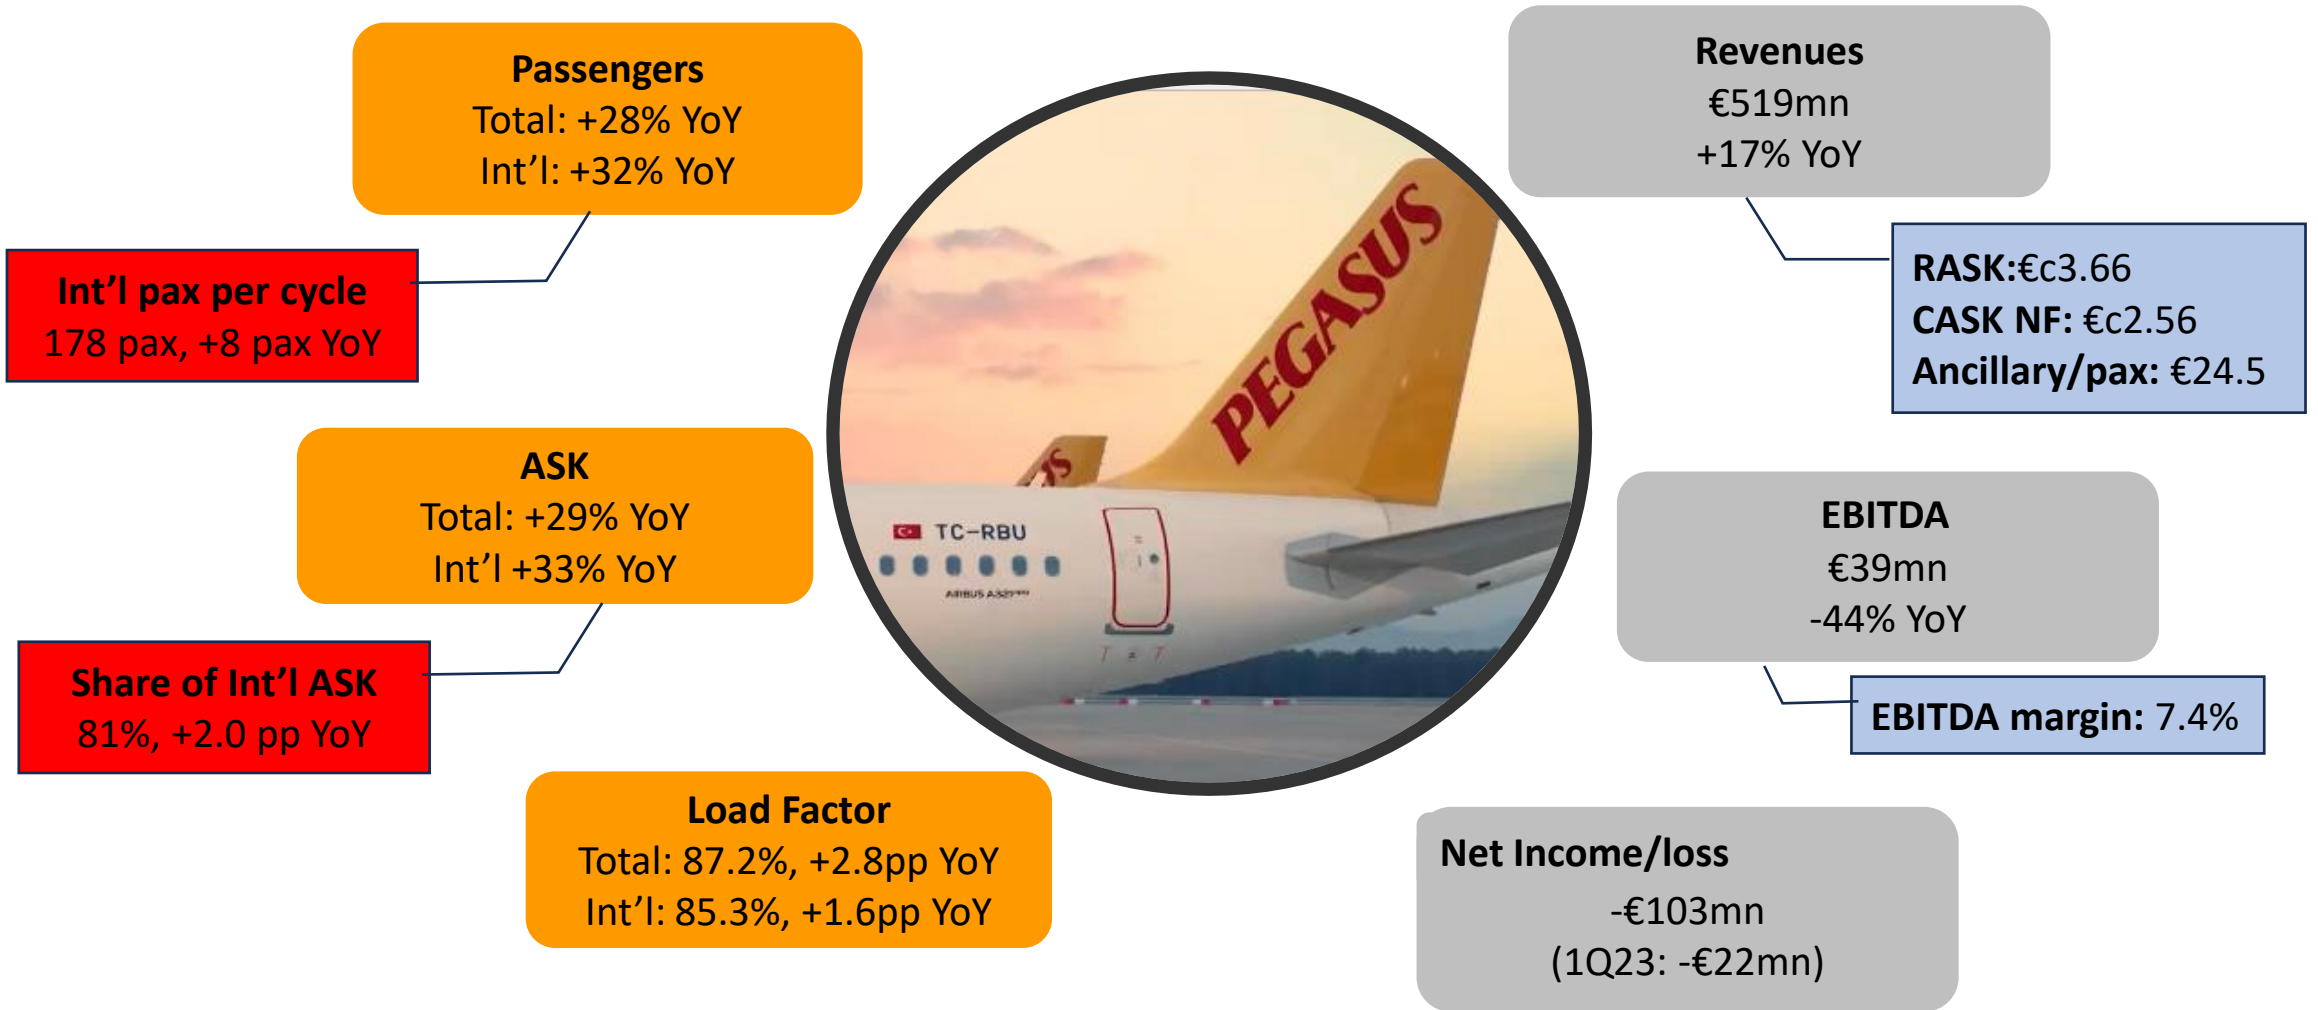 Passengers
Total: +28% YoY
Int’l: +32% YoY
Int’l pax per cycle
178 pax, +8 pax YoY
ASK
Total: +29% YoY
Int’l +33% YoY
Share of Int’l ASK
81%, +2.0 pp YoY
Load Factor
Total: 87.2%, +2.8pp YoY
Int’l: 85.3%, +1.6pp YoY
PEGASUS
TC-RBU
AIRBUS A321neo
Revenues
€519mn
+17% YoY
RASK:€c3.66
CASK NF: €c2.56
Ancillary/pax: €24.5
EBITDA
€39mn
-44% YoY
EBITDA margin: 7.4%
Net Income/loss
-€103mn
(1Q23: -€22mn)